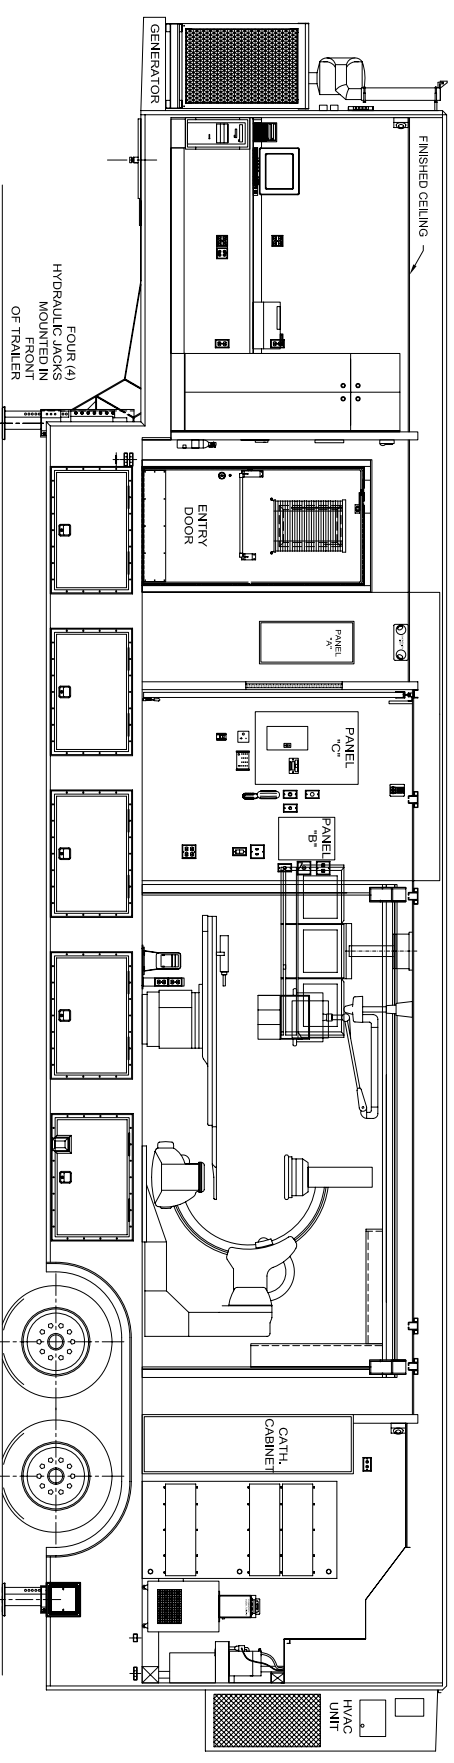 GENERATOR
FINISHED CEILING
FOUR (4)
HYDRAULIC JACKS
MOUNTED IN
FRONT
OF TRAILER
ENTRY
DOOR
PANEL
"A"
PANEL
"C"
PANEL
"B"
CATH.
CABINET
HVAC
UNIT